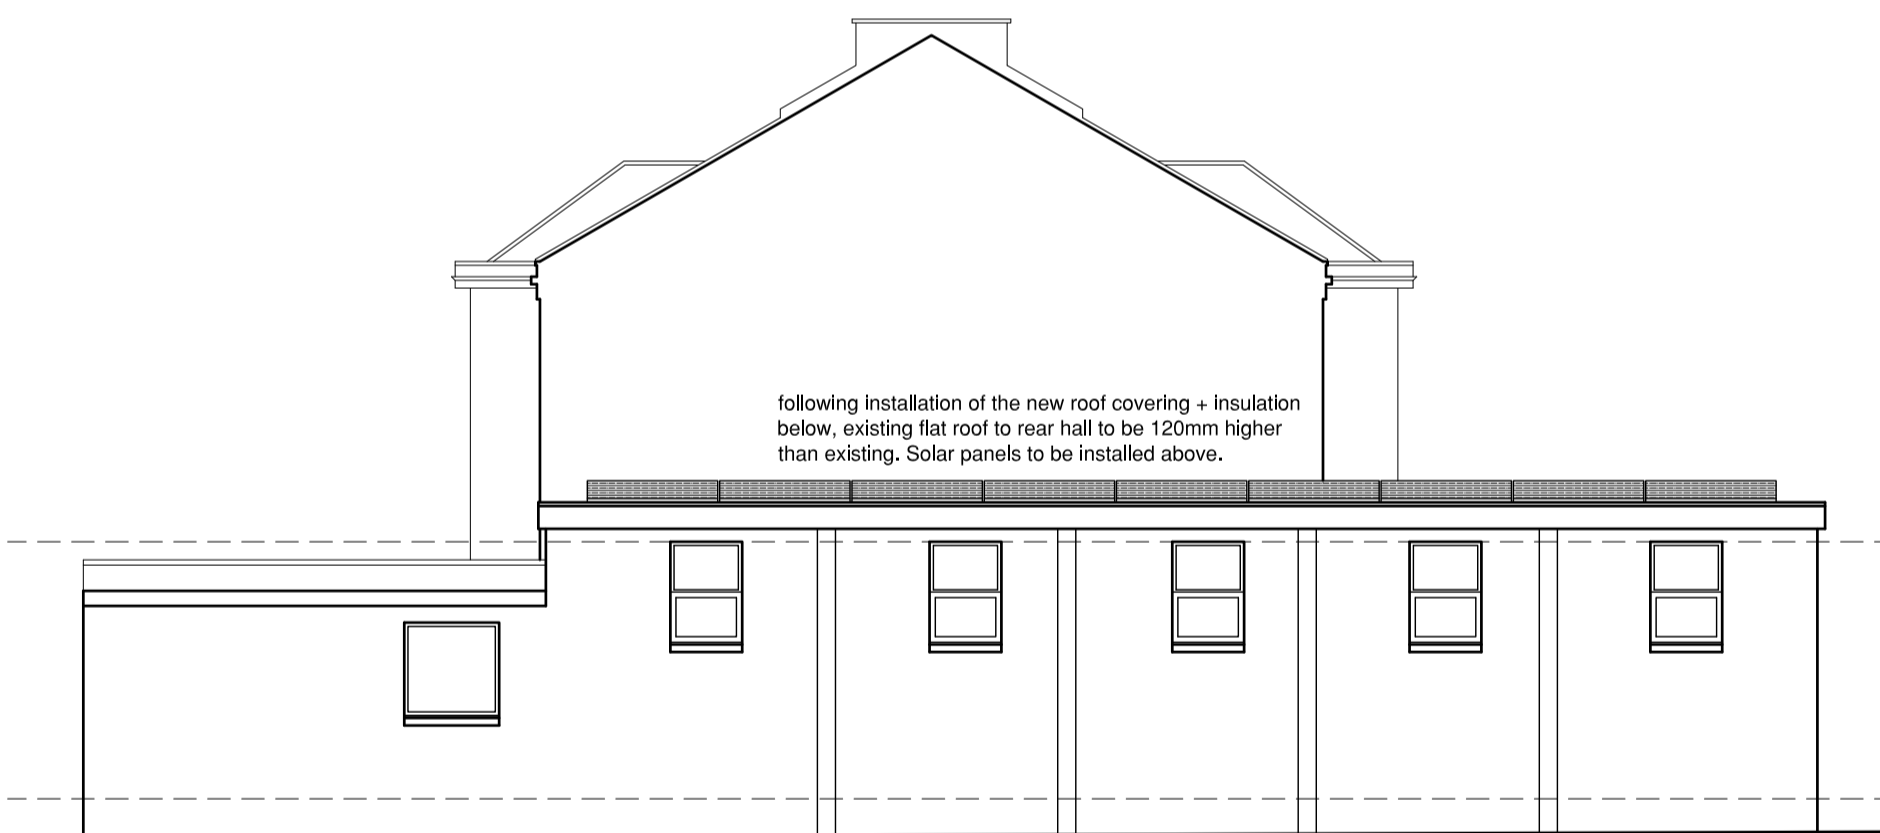 following installation of the new roof covering + insulation
below, existing flat roof to rear hall to be 120mm higher
than existing. Solar panels to be installed above.